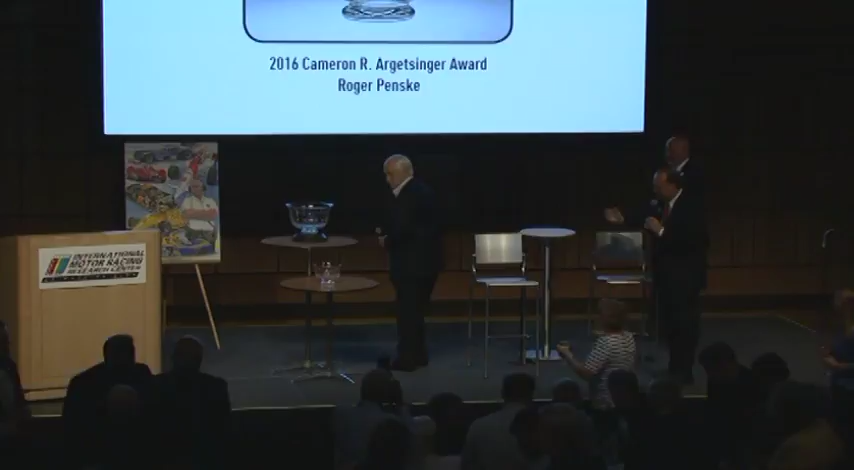 2016 Cameron R. Argetsinger Award
Roger Penske
INTERNATIONAL
MOTOR RACING
RESEARCH CENTER